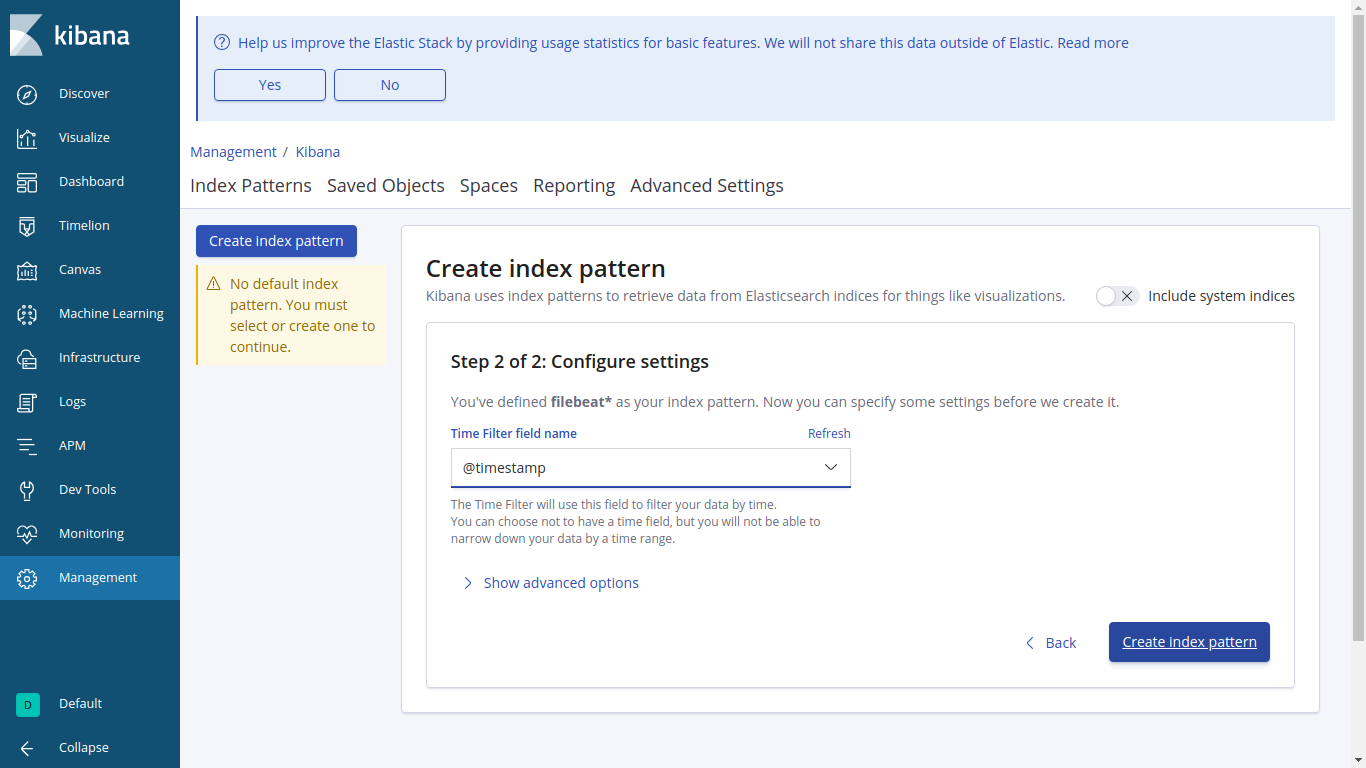 kibana
Discover
Visualize
Dashboard
Timelion
Canvas
Machine Learning
Infrastructure
Logs
APM
Dev Tools
Monitoring
Management
D Default
Collapse
Help us improve the Elastic Stack by providing usage statistics for basic features. We will not share this data outside of Elastic. Read more
Yes No
Management / Kibana
Index Patterns Saved Objects Spaces Reporting Advanced Settings
Create index pattern
No default index
pattern. You must
select or create one to
continue.
Create index pattern
Kibana uses index patterns to retrieve data from Elasticsearch indices for things like visualizations.
Include system indices
Step 2 of 2: Configure settings
You've defined filebeat* as your index pattern. Now you can specify some settings before we create it.
Time Filter field name Refresh
@timestamp
The Time Filter will use this field to filter your data by time.
You can choose not to have a time field, but you will not be able to
narrow down your data by a time range.
Show advanced options
Back Create index pattern